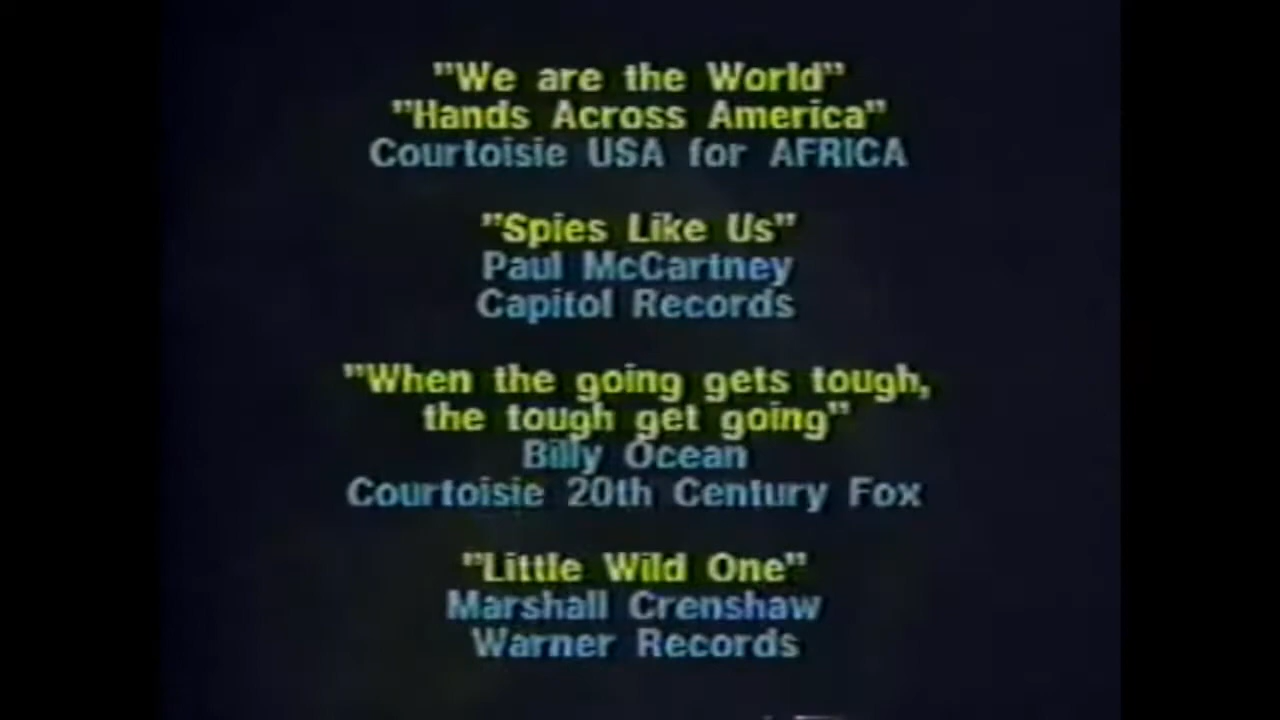 "We are the World"
"Hands Across America"
Courtoisie USA for AFRICA
"Spies Like Us"
Paul McCartney
Capitol Records
"When the going gets tough,
the tough get going"
Billy Ocean
Courtoisie 20th Century Fox
"Little Wild One"
Marshall Crenshaw
Warner Records